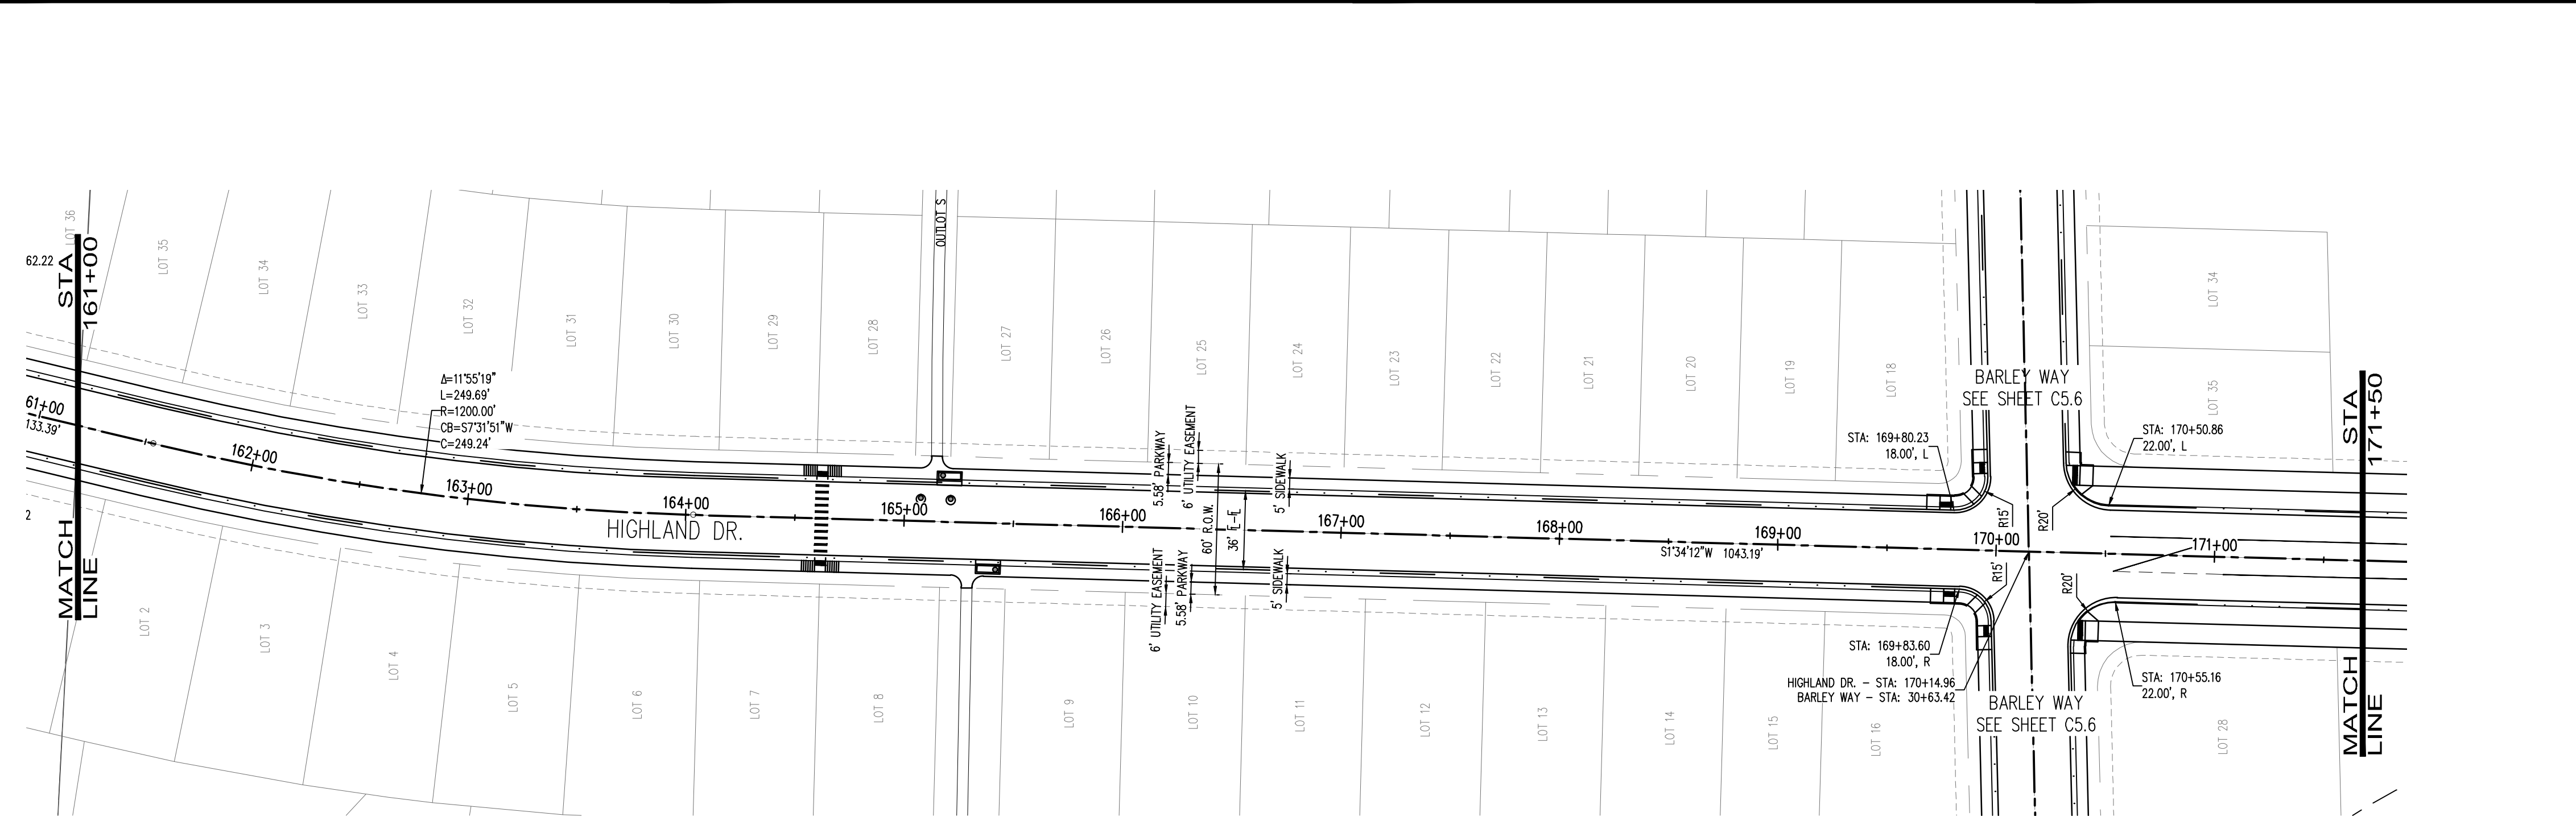 OUTLOT S
LOT 36
LOT 35
LOT 34
LOT 33
LOT 32
LOT 31
LOT 30
LOT 29
LOT 28
LOT 27
LOT 26
LOT 25
LOT 24
LOT 23
LOT 22
LOT 21
LOT 20
LOT 19
LOT 18
LOT 34
LOT 35
62.22
MATCH LINE
STA 161+00
61+00
133.39'
2
Δ=11°55'19"
L=249.69'
R=1200.00'
CB=S7°31'51"W
C=249.24'
162+00
163+00
164+00
165+00
166+00
167+00
168+00
169+00
170+00
171+00
HIGHLAND DR.
5.58' PARKWAY
6' UTILITY EASEMENT
60' R.O.W.
36' L-L
5' SIDEWALK
6' UTILITY EASEMENT
5.58' PARKWAY
5' SIDEWALK
S1°34'12"W 1043.19'
BARLEY WAY
SEE SHEET C5.6
STA: 169+80.23
18.00', L
STA: 170+50.86
22.00', L
R15'
R20'
R15'
R20'
STA: 169+83.60
18.00', R
HIGHLAND DR. – STA: 170+14.96
BARLEY WAY – STA: 30+63.42
STA: 170+55.16
22.00', R
BARLEY WAY
SEE SHEET C5.6
MATCH LINE
STA 171+50
LOT 2
LOT 3
LOT 4
LOT 5
LOT 6
LOT 7
LOT 8
LOT 9
LOT 10
LOT 11
LOT 12
LOT 13
LOT 14
LOT 15
LOT 16
LOT 28